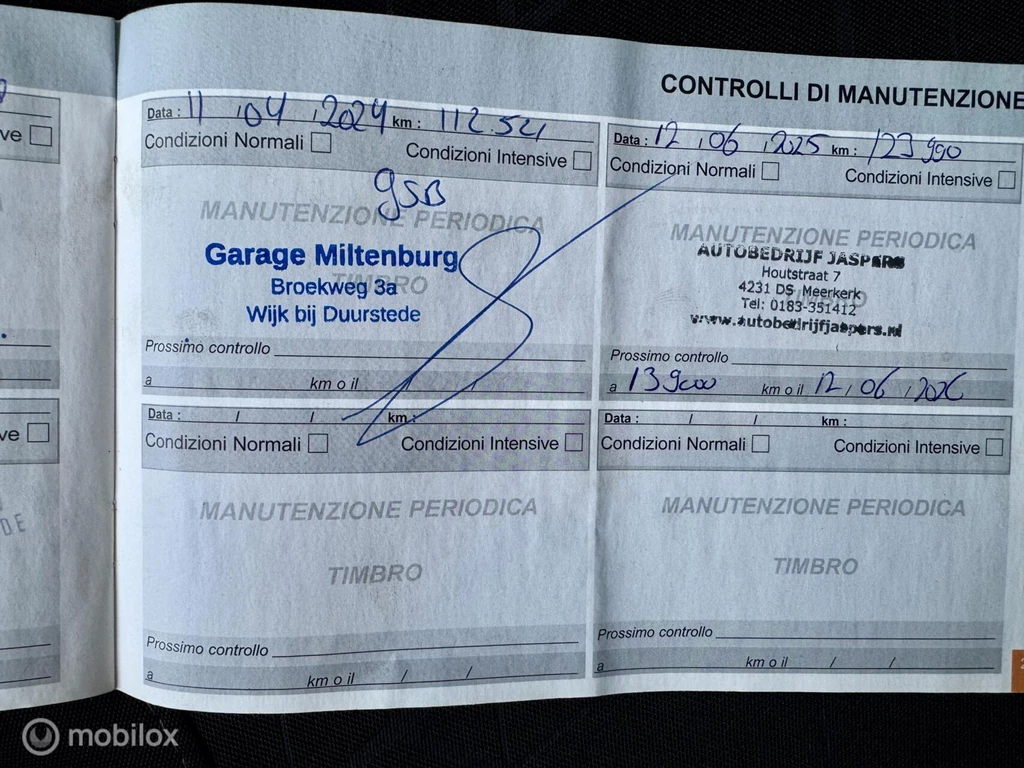 CONTROLLI DI MANUTENZIONE
Data : 11 / 04 / 2024 km :
Condizioni Normali
Condizioni Intensive
gSB
MANUTENZIONE PERIODICA
TIMBRO
Garage Miltenburg
Broekweg 3a
Wijk bij Duurstede
Prossimo controllo
a km o il
Data : 12 / 06 / 2025 km : 123 990
Condizioni Normali
Condizioni Intensive
MANUTENZIONE PERIODICA
TIMBRO
AUTOBEDRIJF JASPERS
Houtstraat 7
4231 DS Meerkerk
Tel: 0183-351412
www.autobedrijfjaspers.nl
Prossimo controllo
a 139000 km o il 12 / 06 / 2026
Data : / / km :
Condizioni Normali
Condizioni Intensive
MANUTENZIONE PERIODICA
TIMBRO
Prossimo controllo
a km o il / /
Data : / / km :
Condizioni Normali
Condizioni Intensive
MANUTENZIONE PERIODICA
TIMBRO
Prossimo controllo
a km o il / /
mobilox